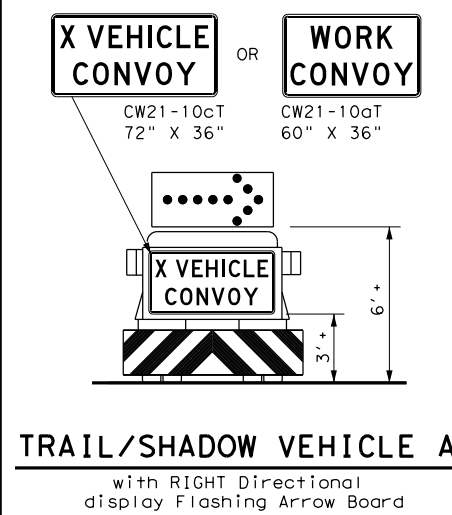 X VEHICLE
CONVOY
OR
WORK
CONVOY
CW21-10cT
72" X 36"
CW21-10aT
60" X 36"
X VEHICLE
CONVOY
6'+
3'+
TRAIL/SHADOW VEHICLE A
with RIGHT Directional
display Flashing Arrow Board